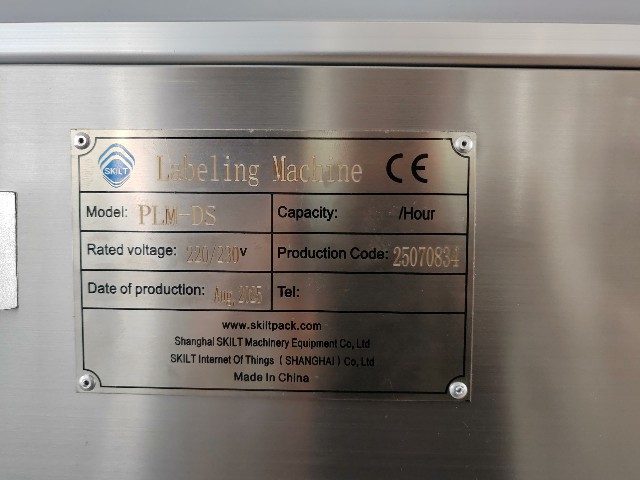 SKILT Labeling Machine CE
Model: PLM-DS Capacity: /Hour
Rated voltage: 220/230V Production Code: 25070834
Date of production: Aug, 2025 Tel:
www.skiltpack.com
Shanghai SKILT Machinery Equipment Co, Ltd
SKILT Internet Of Things ( SHANGHAI ) Co, Ltd
Made In China